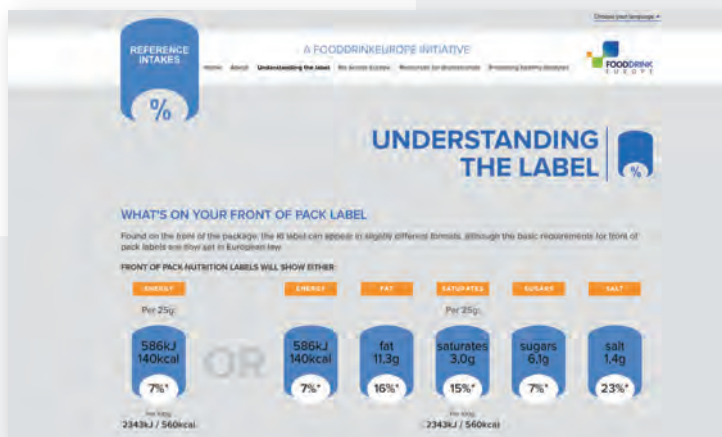 Choose your language
REFERENCE
INTAKES
%
A FOODDRINKEUROPE INITIATIVE
Home About Understanding the label RIs across Europe Resources for professionals Promoting healthy lifestyles
FOODDRINK
EUROPE
UNDERSTANDING
THE LABEL
%
WHAT'S ON YOUR FRONT OF PACK LABEL
Found on the front of the package, the RI label can appear in slightly different formats, although the basic requirements for front of
pack labels are now set in European law.
FRONT OF PACK NUTRITION LABELS WILL SHOW EITHER:
ENERGY ENERGY FAT SATURATES SUGARS SALT
Per 25g: Per 25g:
586kJ
140kcal
7%*
OR
586kJ
140kcal
7%*
fat
11,3g
16%*
saturates
3,0g
15%*
sugars
6,1g
7%*
salt
1,4g
23%*
Per 100g: Per 100g:
2343kJ / 560kcal 2343kJ / 560kcal